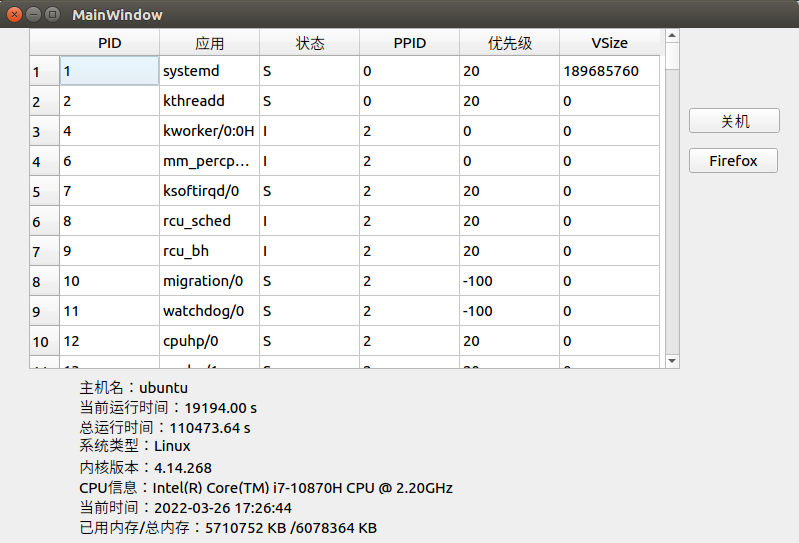 MainWindow
PID 应用 状态 PPID 优先级 VSize
1 1 systemd S 0 20 189685760
2 2 kthreadd S 0 20 0
3 4 kworker/0:0H I 2 0 0
4 6 mm_percp... I 2 0 0
5 7 ksoftirqd/0 S 2 20 0
6 8 rcu_sched I 2 20 0
7 9 rcu_bh I 2 20 0
8 10 migration/0 S 2 -100 0
9 11 watchdog/0 S 2 -100 0
10 12 cpuhp/0 S 2 20 0
关机
Firefox
主机名：ubuntu
当前运行时间：19194.00 s
总运行时间：110473.64 s
系统类型：Linux
内核版本：4.14.268
CPU信息：Intel(R) Core(TM) i7-10870H CPU @ 2.20GHz
当前时间：2022-03-26 17:26:44
已用内存/总内存：5710752 KB /6078364 KB